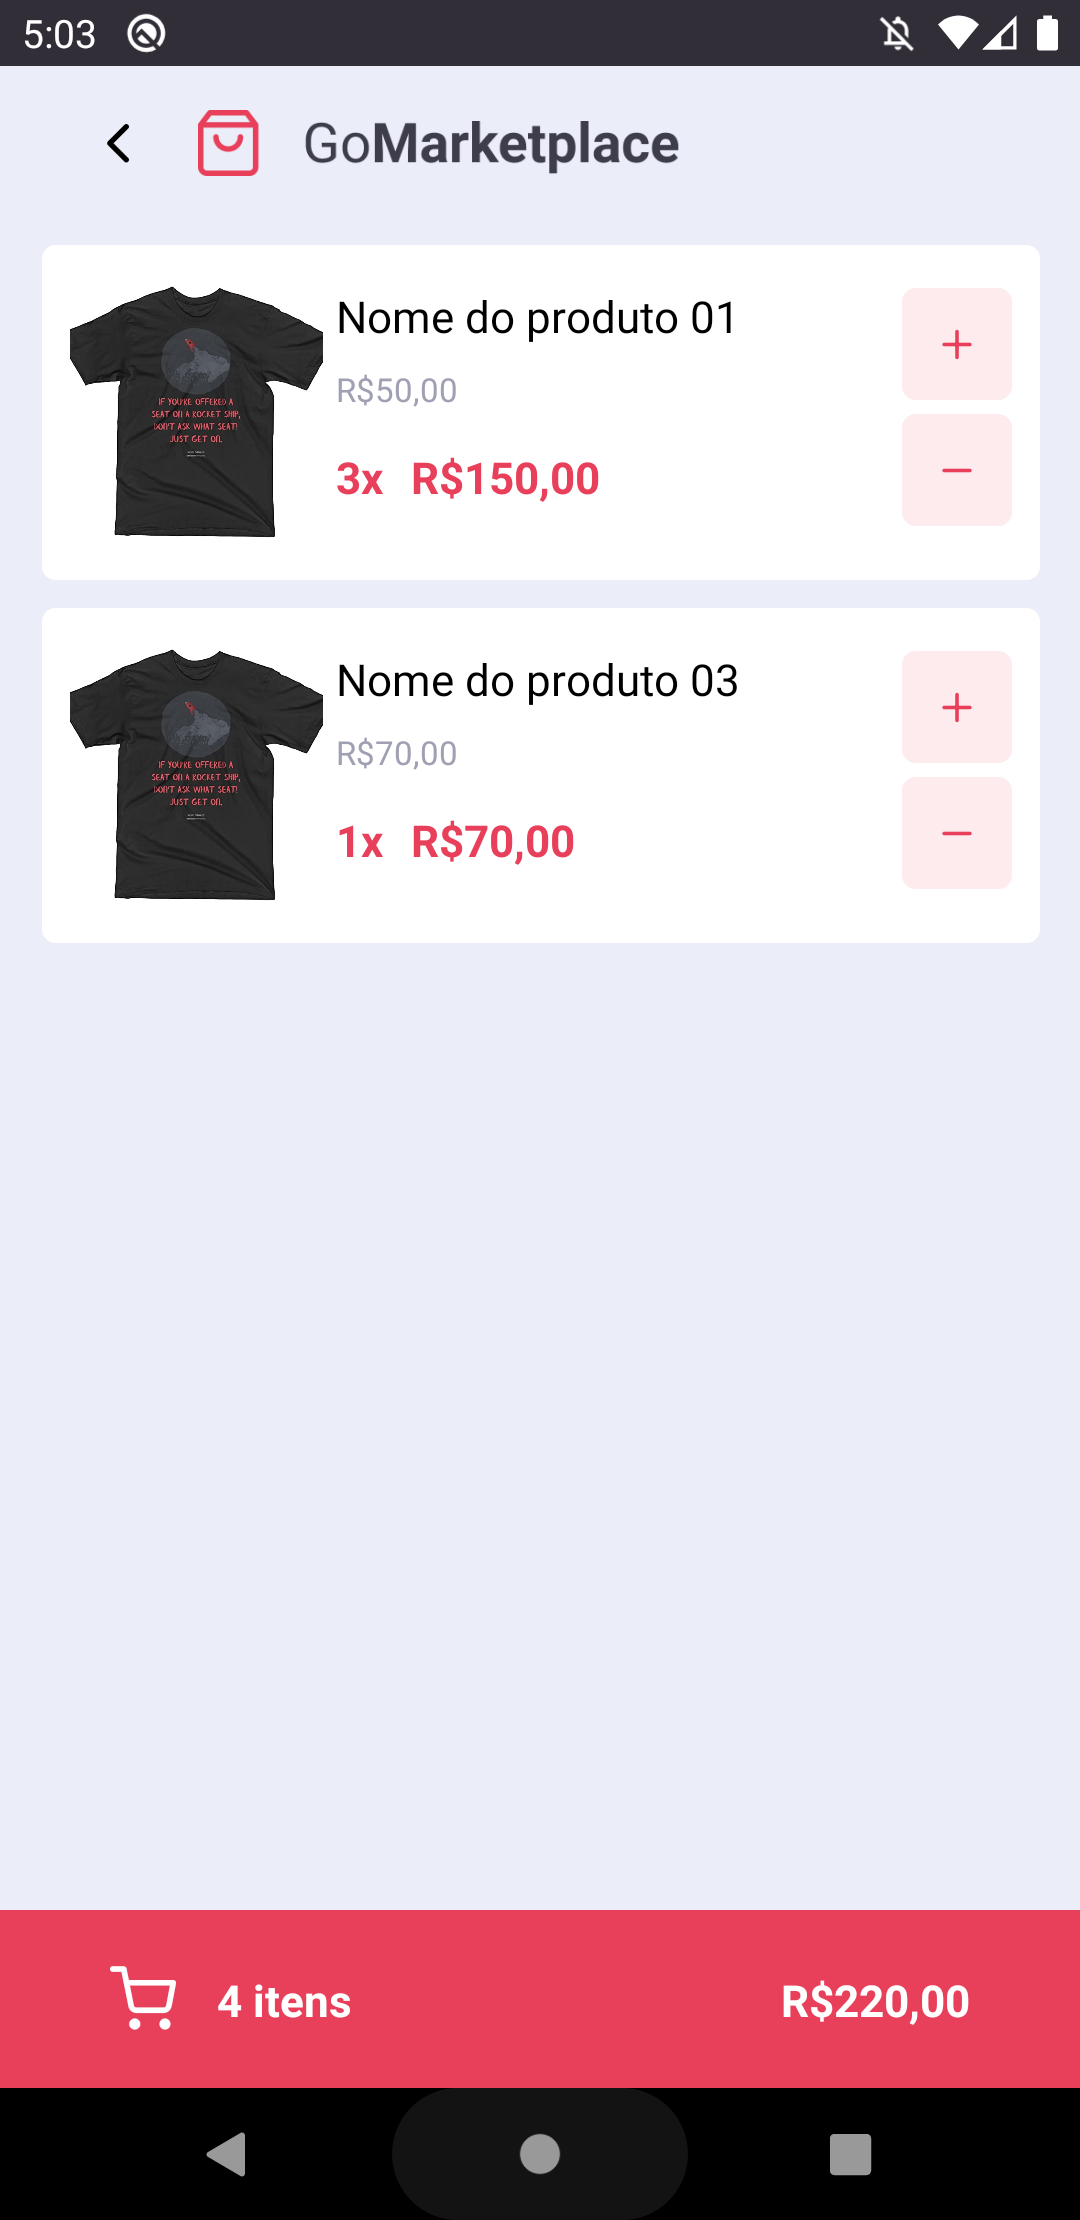 5:03
GoMarketplace
Nome do produto 01
R$50,00
3x R$150,00
+
−
IF YOU'RE OFFERED A
SEAT ON A ROCKET SHIP,
DON'T ASK WHAT SEAT!
JUST GET ON.
Nome do produto 03
R$70,00
1x R$70,00
+
−
IF YOU'RE OFFERED A
SEAT ON A ROCKET SHIP,
DON'T ASK WHAT SEAT!
JUST GET ON.
4 itens
R$220,00